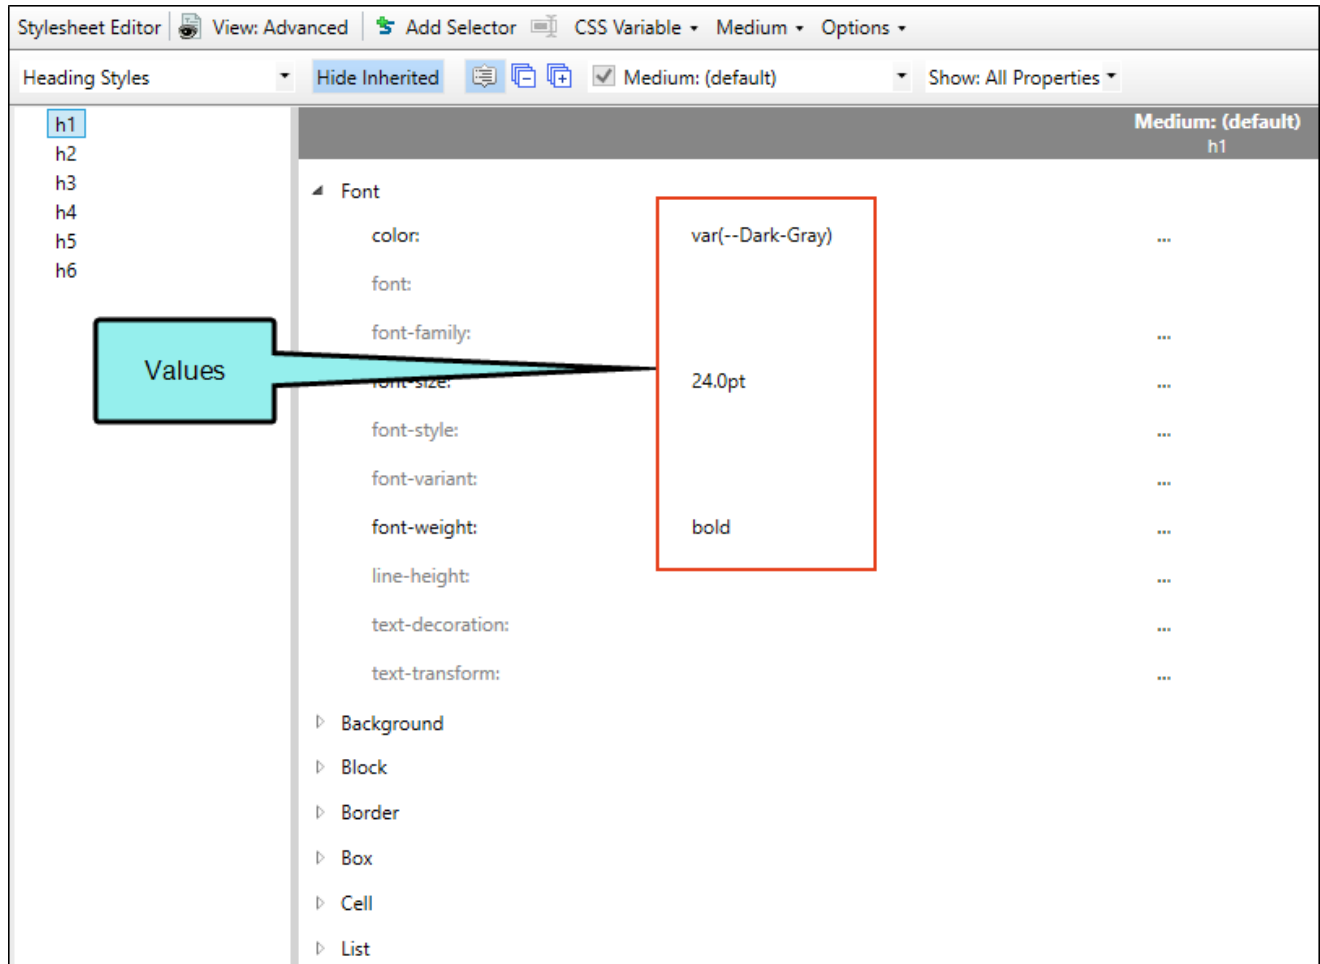 Stylesheet Editor View: Advanced Add Selector CSS Variable Medium Options
Heading Styles Hide Inherited Medium: (default) Show: All Properties
h1
h2
h3
h4
h5
h6
Medium: (default)
h1
Font
color: var(--Dark-Gray) ...
font:
font-family: ...
Values
font-size: 24.0pt ...
font-style: ...
font-variant: ...
font-weight: bold ...
line-height: ...
text-decoration: ...
text-transform: ...
Background
Block
Border
Box
Cell
List